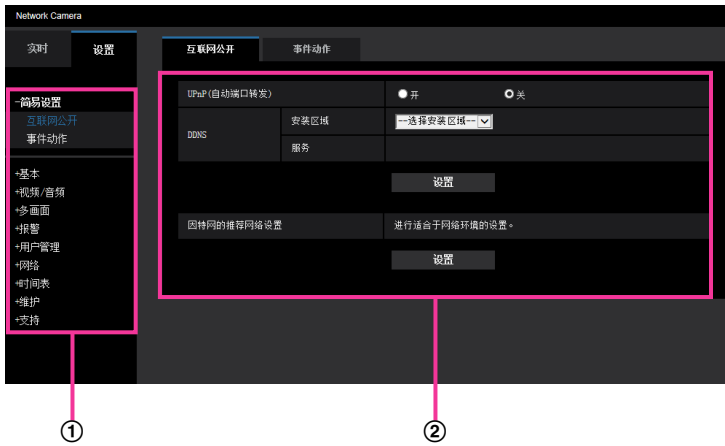 Network Camera
实时 设置
互联网公开 事件动作
-简易设置
互联网公开
事件动作
+基本
+视频/音频
+多画面
+报警
+用户管理
+网络
+时间表
+维护
+支持
UPnP(自动端口转发) 开 关
DDNS 安装区域 --选择安装区域--
服务
设置
因特网的推荐网络设置 进行适合于网络环境的设置。
设置
① ②